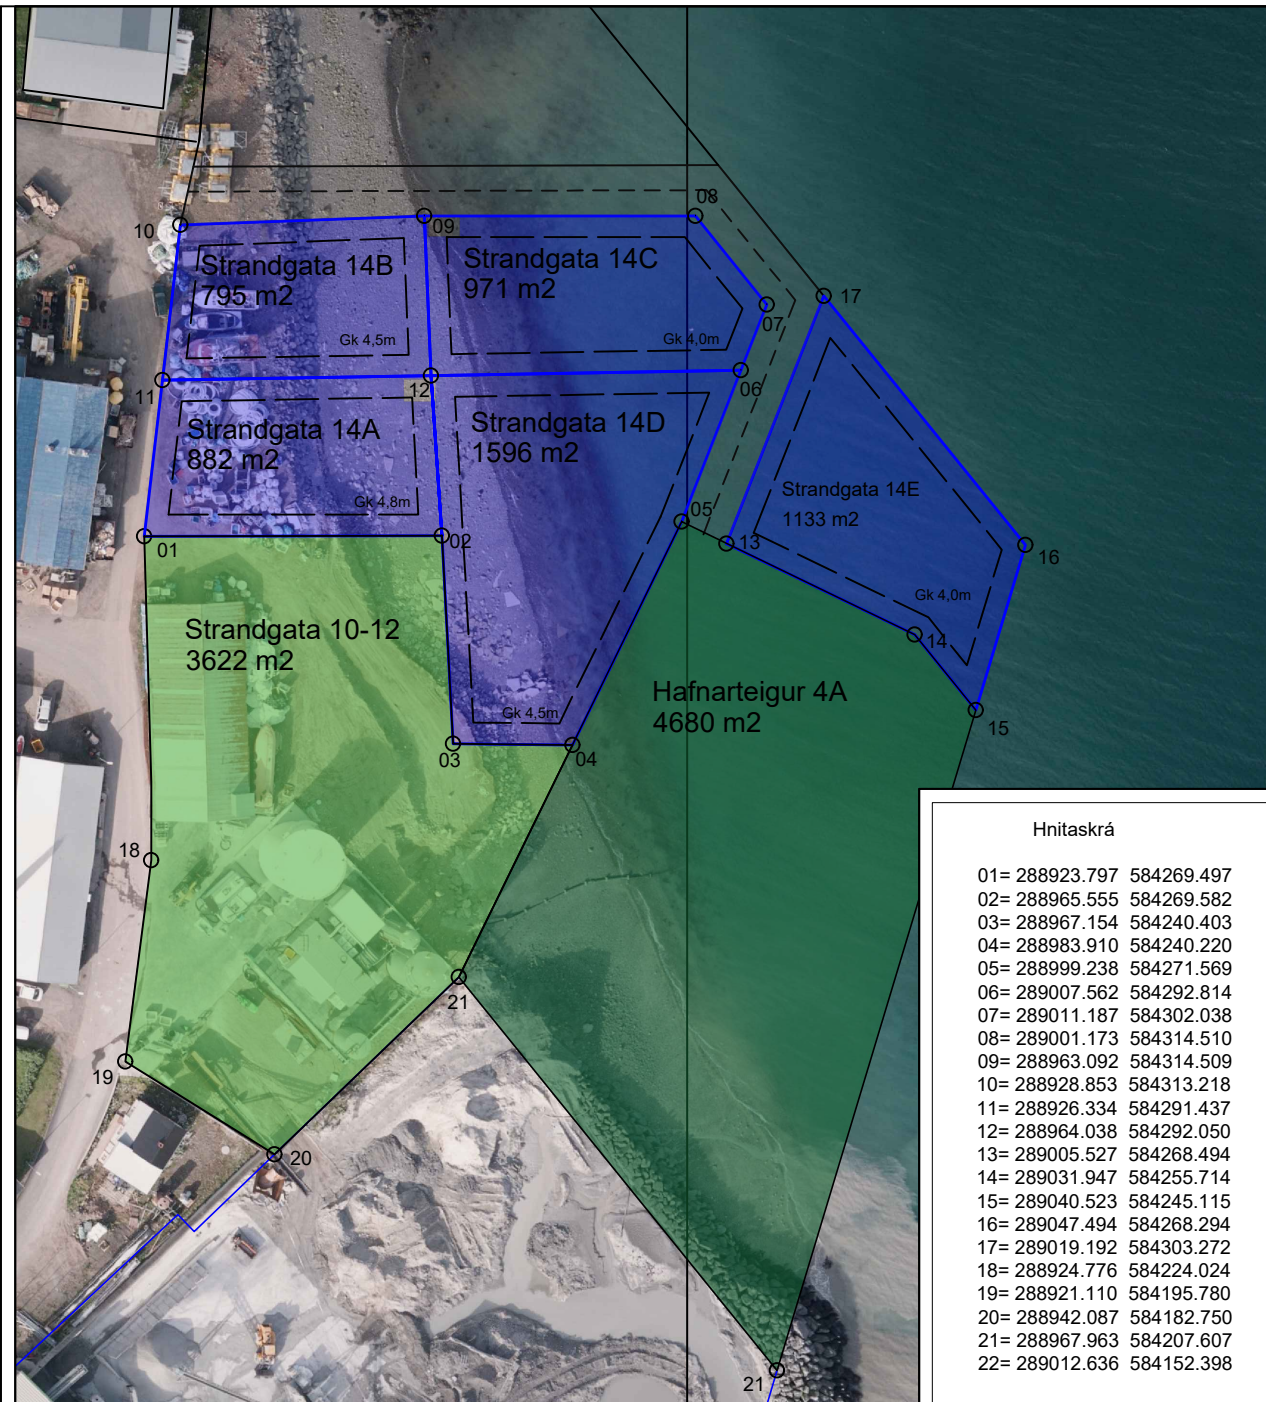 08
10
09
17
Strandgata 14B
795 m2
Strandgata 14C
971 m2
07
Gk 4,5m
Gk 4,0m
11
12
06
Strandgata 14A
882 m2
Strandgata 14D
1596 m2
Strandgata 14E
1133 m2
Gk 4,8m
05
01
02
13
16
Gk 4,0m
Strandgata 10-12
3622 m2
14
Hafnarteigur 4A
4680 m2
Gk 4,5m
15
03
04
18
21
19
20
21
Hnitaskrá
01= 288923.797 584269.497
02= 288965.555 584269.582
03= 288967.154 584240.403
04= 288983.910 584240.220
05= 288999.238 584271.569
06= 289007.562 584292.814
07= 289011.187 584302.038
08= 289001.173 584314.510
09= 288963.092 584314.509
10= 288928.853 584313.218
11= 288926.334 584291.437
12= 288964.038 584292.050
13= 289005.527 584268.494
14= 289031.947 584255.714
15= 289040.523 584245.115
16= 289047.494 584268.294
17= 289019.192 584303.272
18= 288924.776 584224.024
19= 288921.110 584195.780
20= 288942.087 584182.750
21= 288967.963 584207.607
22= 289012.636 584152.398